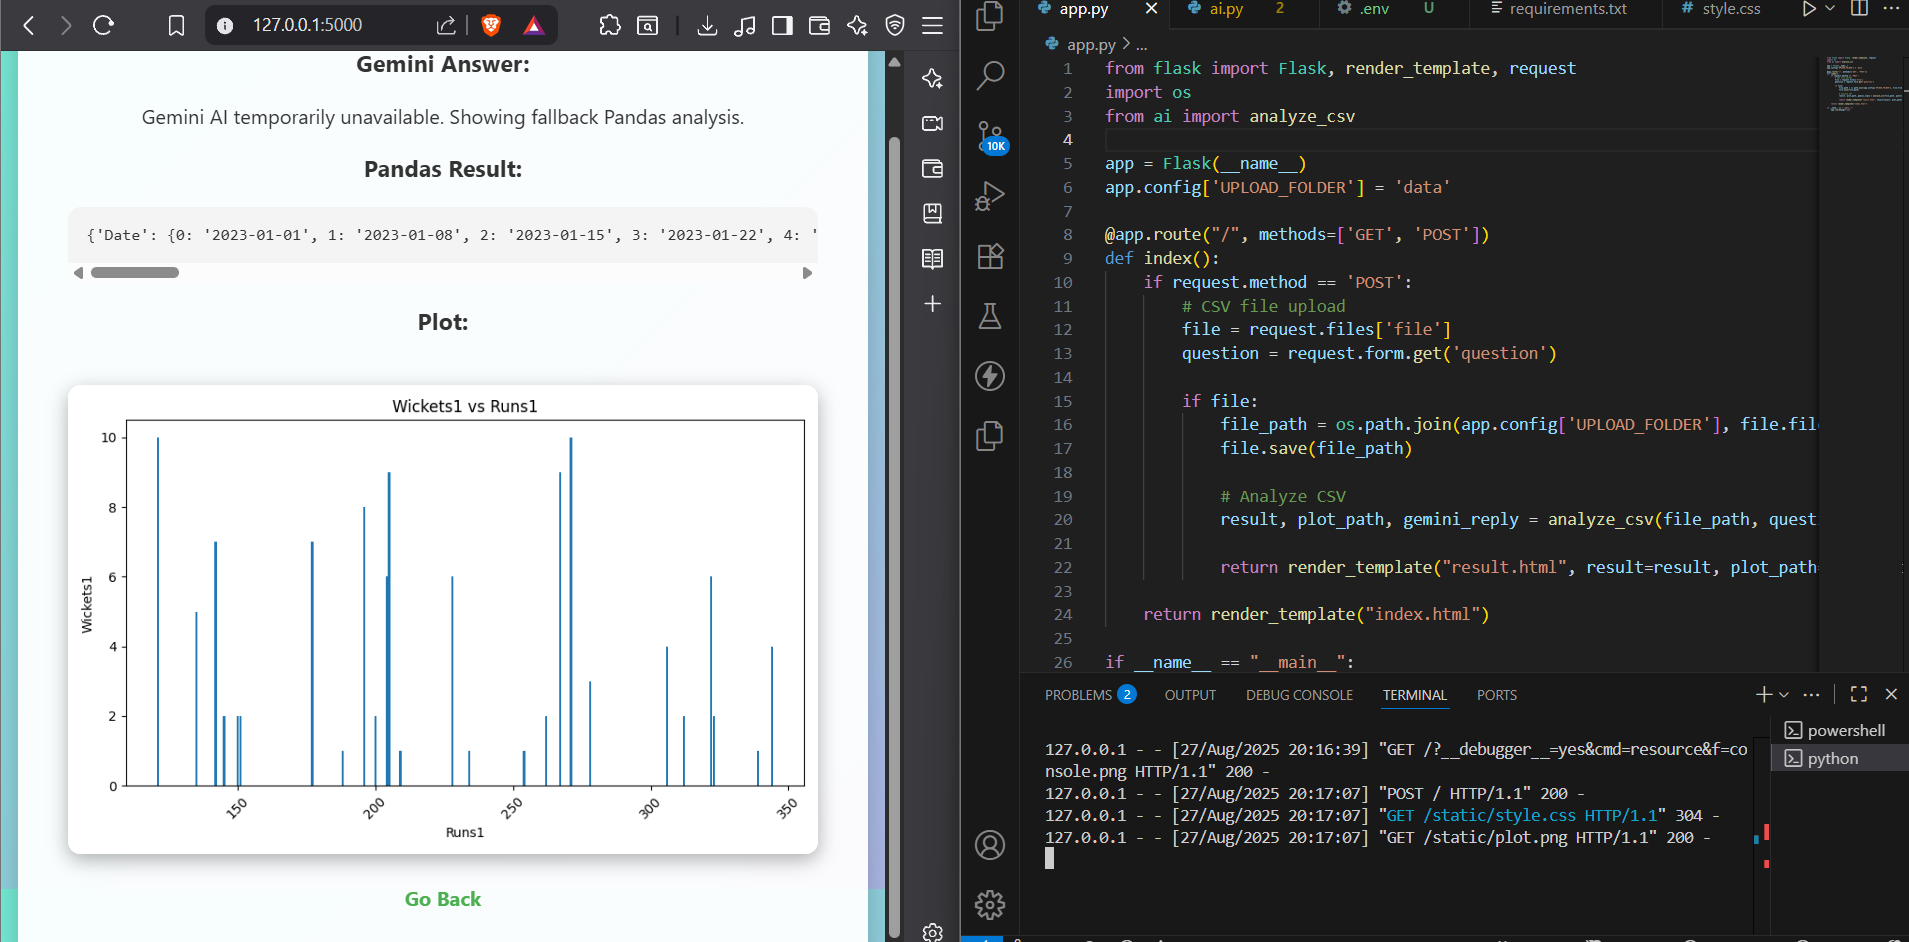 127.0.0.1:5000
Gemini Answer:
Gemini AI temporarily unavailable. Showing fallback Pandas analysis.
Pandas Result:
{'Date': {0: '2023-01-01', 1: '2023-01-08', 2: '2023-01-15', 3: '2023-01-22', 4: '
Plot:
Wickets1 vs Runs1
10
8
6
4
2
0
Wickets1
150
200
250
300
350
Runs1
Go Back
app.py
ai.py 2
.env U
requirements.txt
style.css
app.py > ...
10K
1 from flask import Flask, render_template, request
2 import os
3 from ai import analyze_csv
4
5 app = Flask(__name__)
6 app.config['UPLOAD_FOLDER'] = 'data'
7
8 @app.route("/", methods=['GET', 'POST'])
9 def index():
10 if request.method == 'POST':
11 # CSV file upload
12 file = request.files['file']
13 question = request.form.get('question')
14
15 if file:
16 file_path = os.path.join(app.config['UPLOAD_FOLDER'], file.fil
17 file.save(file_path)
18
19 # Analyze CSV
20 result, plot_path, gemini_reply = analyze_csv(file_path, quest
21
22 return render_template("result.html", result=result, plot_path
23
24 return render_template("index.html")
25
26 if __name__ == "__main__":
PROBLEMS 2 OUTPUT DEBUG CONSOLE TERMINAL PORTS
powershell
python
127.0.0.1 - - [27/Aug/2025 20:16:39] "GET /?__debugger__=yes&cmd=resource&f=co
nsole.png HTTP/1.1" 200 -
127.0.0.1 - - [27/Aug/2025 20:17:07] "POST / HTTP/1.1" 200 -
127.0.0.1 - - [27/Aug/2025 20:17:07] "GET /static/style.css HTTP/1.1" 304 -
127.0.0.1 - - [27/Aug/2025 20:17:07] "GET /static/plot.png HTTP/1.1" 200 -